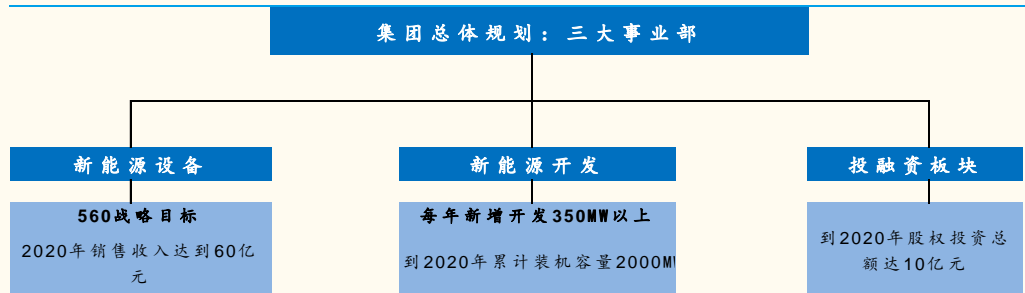 集团总体规划：三大事业部
新能源设备
560战略目标
2020年销售收入达到60亿
元
新能源开发
每年新增开发350MW以上
到2020年累计装机容量2000MW
投融资板块
到2020年股权投资总
额达10亿元